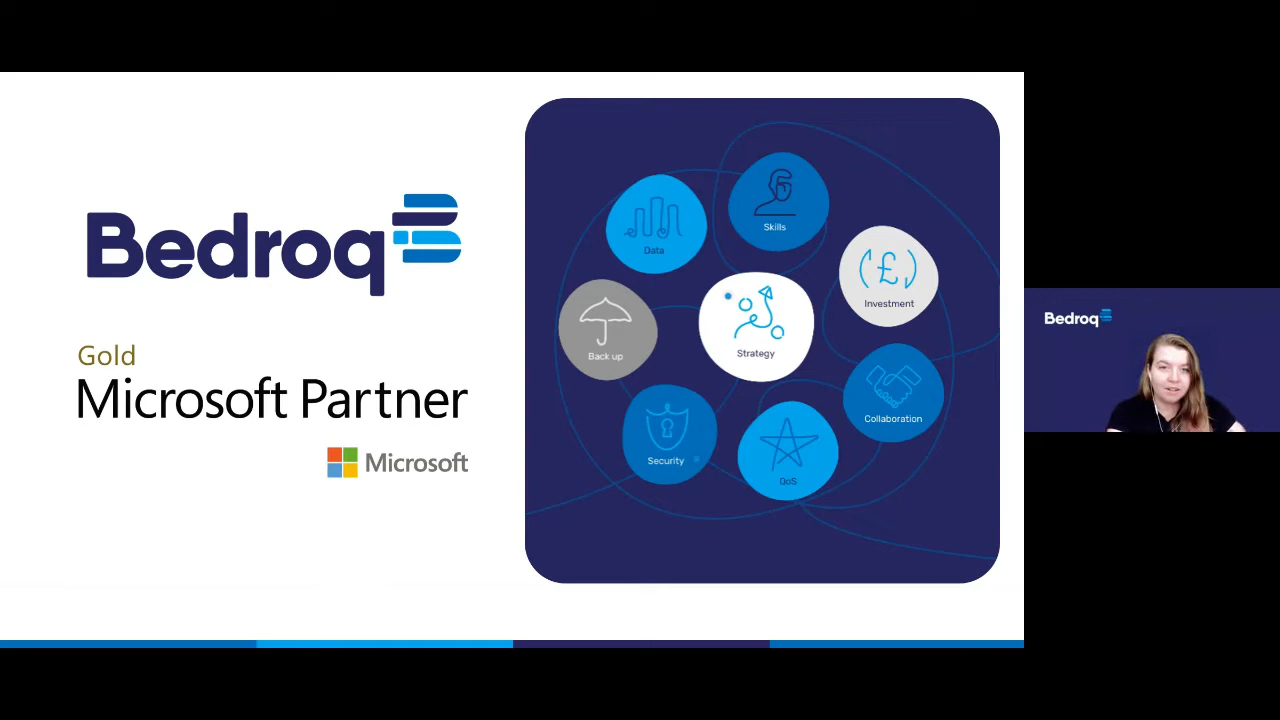 Bedroq
Gold
Microsoft Partner
Microsoft
Skills
Data
Investment
Strategy
Back up
Collaboration
Security
QoS
Bedroq